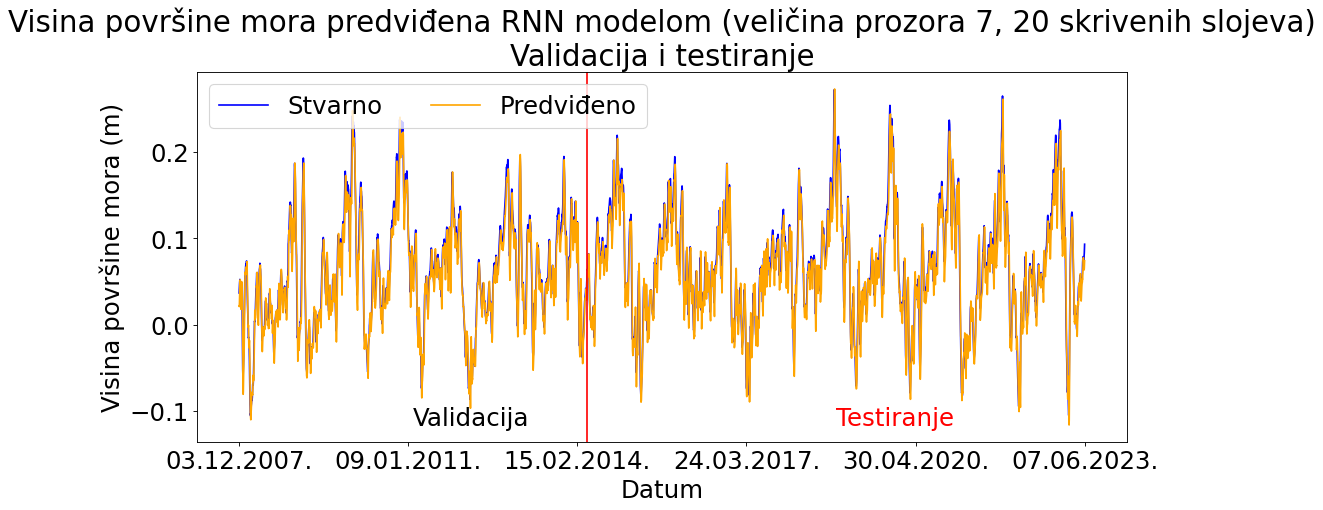 Visina površine mora predviđena RNN modelom (veličina prozora 7, 20 skrivenih slojeva)
Validacija i testiranje
Stvarno Predviđeno
Visina površine mora (m)
0.2
0.1
0.0
−0.1
Validacija Testiranje
03.12.2007. 09.01.2011. 15.02.2014. 24.03.2017. 30.04.2020. 07.06.2023.
Datum